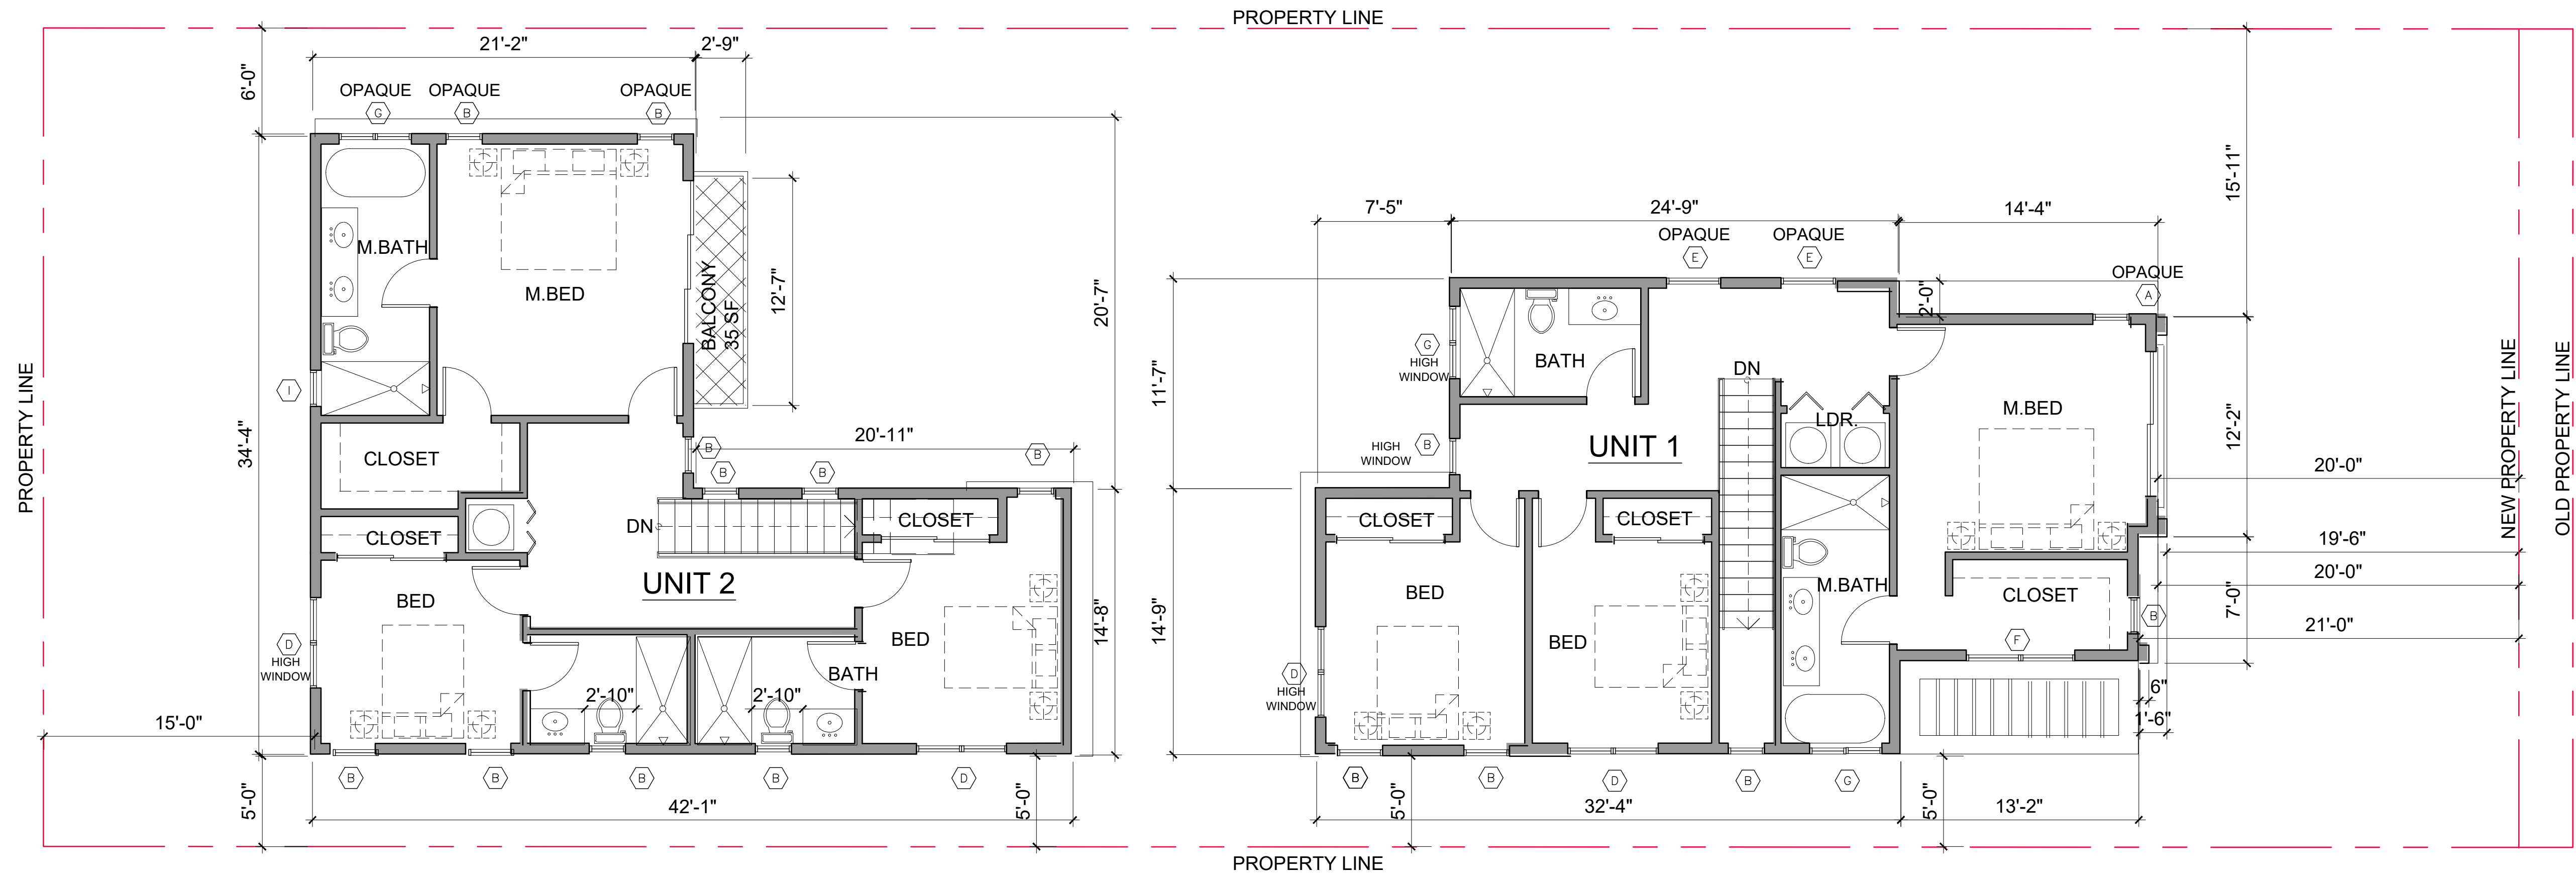 PROPERTY LINE
21'-2"
2'-9"
6'-0"
OPAQUE
OPAQUE
OPAQUE
G
B
B
15'-11"
M.BATH
M.BED
BALCONY
35 SF
12'-7"
20'-7"
7'-5"
24'-9"
14'-4"
OPAQUE
OPAQUE
E
E
OPAQUE
A
2'-0"
I
34'-4"
PROPERTY LINE
CLOSET
20'-11"
B
B
B
B
11'-7"
G
HIGH
WINDOW
BATH
DN
LDR.
M.BED
12'-2"
NEW PROPERTY LINE
OLD PROPERTY LINE
HIGH
WINDOW
B
UNIT 1
20'-0"
CLOSET
DN
CLOSET
CLOSET
CLOSET
19'-6"
UNIT 2
BED
BED
14'-8"
14'-9"
BED
BED
M.BATH
CLOSET
20'-0"
7'-0"
B
21'-0"
F
D
HIGH
WINDOW
BATH
2'-10"
2'-10"
D
HIGH
WINDOW
6"
1'-6"
15'-0"
B
B
B
B
D
B
B
D
B
G
5'-0"
42'-1"
5'-0"
5'-0"
32'-4"
5'-0"
13'-2"
PROPERTY LINE